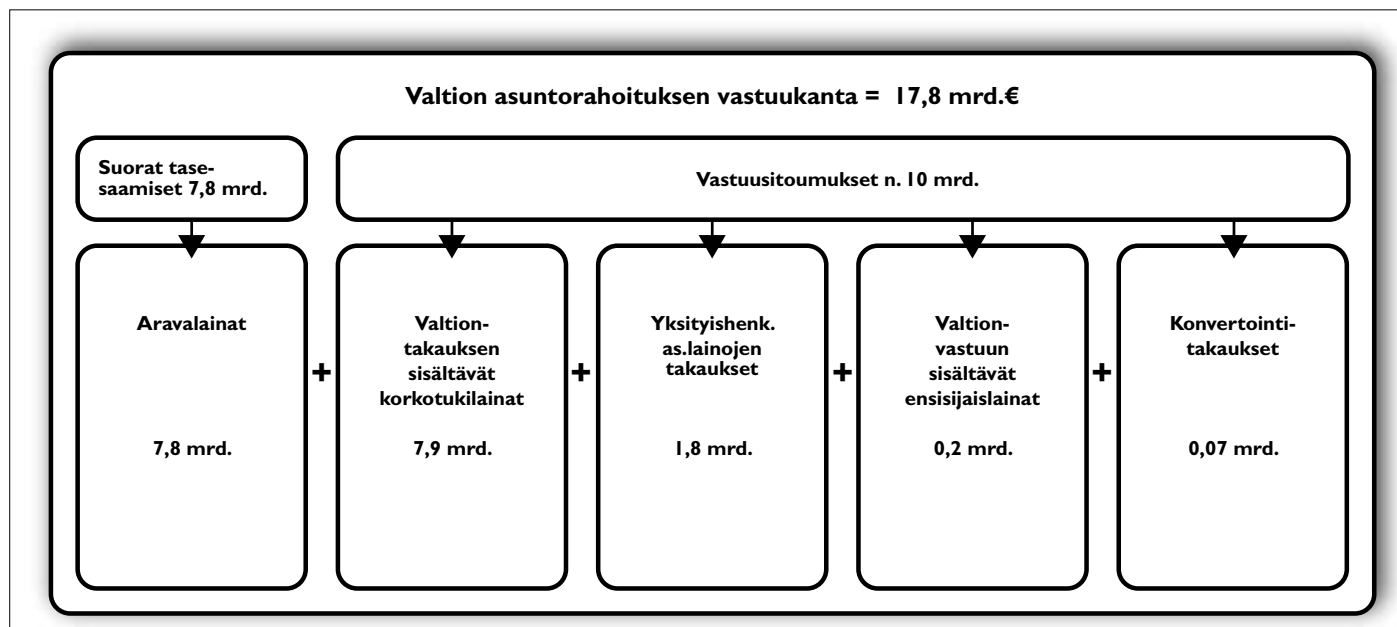 Valtion asuntorahoituksen vastuukanta = 17,8 mrd.€
Suorat tase-
saamiset 7,8 mrd.
Vastuusitoumukset n. 10 mrd.
Aravalainat
7,8 mrd.
+
Valtion-
takauksen
sisältävät
korkotukilainat
7,9 mrd.
+
Yksityishenk.
as.lainojen
takaukset
1,8 mrd.
+
Valtion-
vastuun
sisältävät
ensisijaislainat
0,2 mrd.
+
Konvertointi-
takaukset
0,07 mrd.